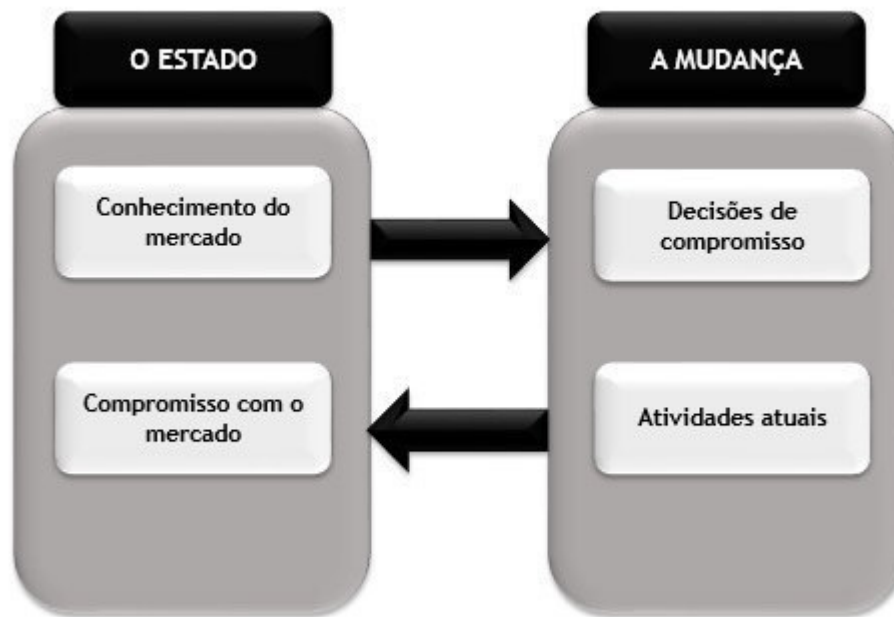 O ESTADO
Conhecimento do
mercado
Compromisso com o
mercado
A MUDANÇA
Decisões de
compromisso
Atividades atuais